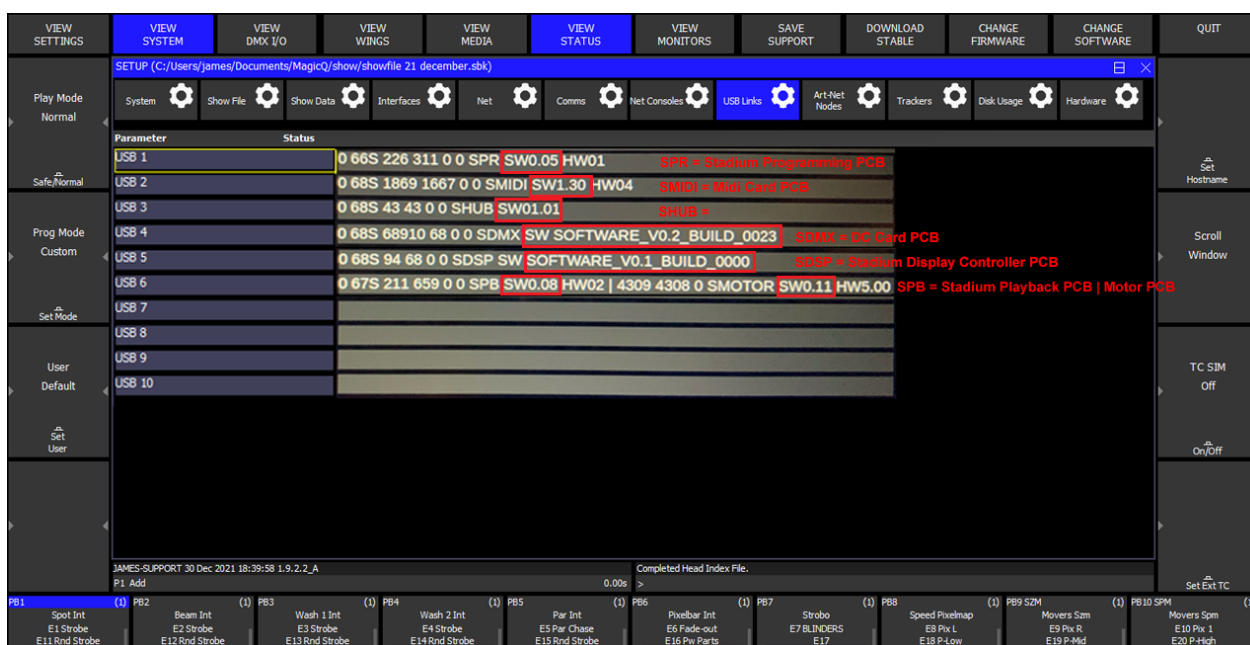 VIEW SETTINGS
VIEW SYSTEM
VIEW DMX I/O
VIEW WINGS
VIEW MEDIA
VIEW STATUS
VIEW MONITORS
SAVE SUPPORT
DOWNLOAD STABLE
CHANGE FIRMWARE
CHANGE SOFTWARE
QUIT
SETUP (C:/Users/james/Documents/MagicQ/show/showfile 21 december.sbk)
System
Show File
Show Data
Interfaces
Net
Comms
Net Consoles
USB Links
Art-Net Nodes
Trackers
Disk Usage
Hardware
Play Mode
Normal
Safe/Normal
Prog Mode
Custom
Set Mode
User
Default
Set
User
Parameter Status
USB 1 0 66S 226 311 0 0 SPR SW0.05 HW01 SPR = Stadium Programming PCB
USB 2 0 68S 1869 1667 0 0 SMIDI SW1.30 HW04 SMIDI = Midi Card PCB
USB 3 0 68S 43 43 0 0 SHUB SW01.01 SHUB =
USB 4 0 68S 68910 68 0 0 SDMX SW SOFTWARE_V0.2_BUILD_0023 SDMX = DC Card PCB
USB 5 0 68S 94 68 0 0 SDSP SW SOFTWARE_V0.1_BUILD_0000 SDSP = Stadium Display Controller PCB
USB 6 0 67S 211 659 0 0 SPB SW0.08 HW02 | 4309 4308 0 SMOTOR SW0.11 HW5.00 SPB = Stadium Playback PCB | Motor PCB
USB 7
USB 8
USB 9
USB 10
Set
Hostname
Scroll
Window
TC SIM
Off
On/Off
Set Ext TC
JAMES-SUPPORT 30 Dec 2021 18:39:58 1.9.2.2_A
Completed Head Index File.
P1 Add 0.00s >
PB1 (1) PB2 (1) PB3 (1) PB4 (1) PB5 (1) PB6 (1) PB7 (1) PB8 (1) PB9 SZM (1) PB10 SPM (1
Spot Int Beam Int Wash 1 Int Wash 2 Int Par Int Pixelbar Int Strobo Speed Pixelmap Movers Szm Movers Spm
E1 Strobe E2 Strobe E3 Strobe E4 Strobe E5 Par Chase E6 Fade-out E7 BLINDERS E8 Pix L E9 Pix R E10 Pix 1
E11 Rnd Strobe E12 Rnd Strobe E13 Rnd Strobe E14 Rnd Strobe E15 Rnd Strobe E16 Pw Parts E17 E18 P-Low E19 P-Mid E20 P-High